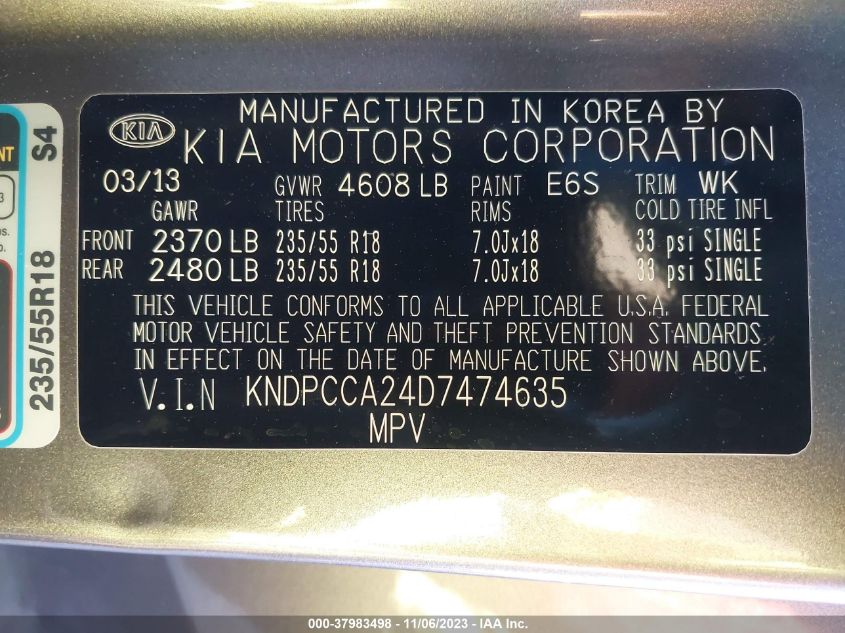 MANUFACTURED IN KOREA BY
KIA KIA MOTORS CORPORATION
03/13 GVWR 4608 LB PAINT E6S TRIM WK
GAWR TIRES RIMS COLD TIRE INFL
FRONT 2370 LB 235/55 R18 7.0Jx18 33 psi SINGLE
REAR 2480 LB 235/55 R18 7.0Jx18 33 psi SINGLE
THIS VEHICLE CONFORMS TO ALL APPLICABLE U.S.A. FEDERAL
MOTOR VEHICLE SAFETY AND THEFT PREVENTION STANDARDS
IN EFFECT ON THE DATE OF MANUFACTURE SHOWN ABOVE.
V.I.N KNDPCCA24D7474635
MPV
235/55R18 S4
3
000-37983498 - 11/06/2023 - IAA Inc.